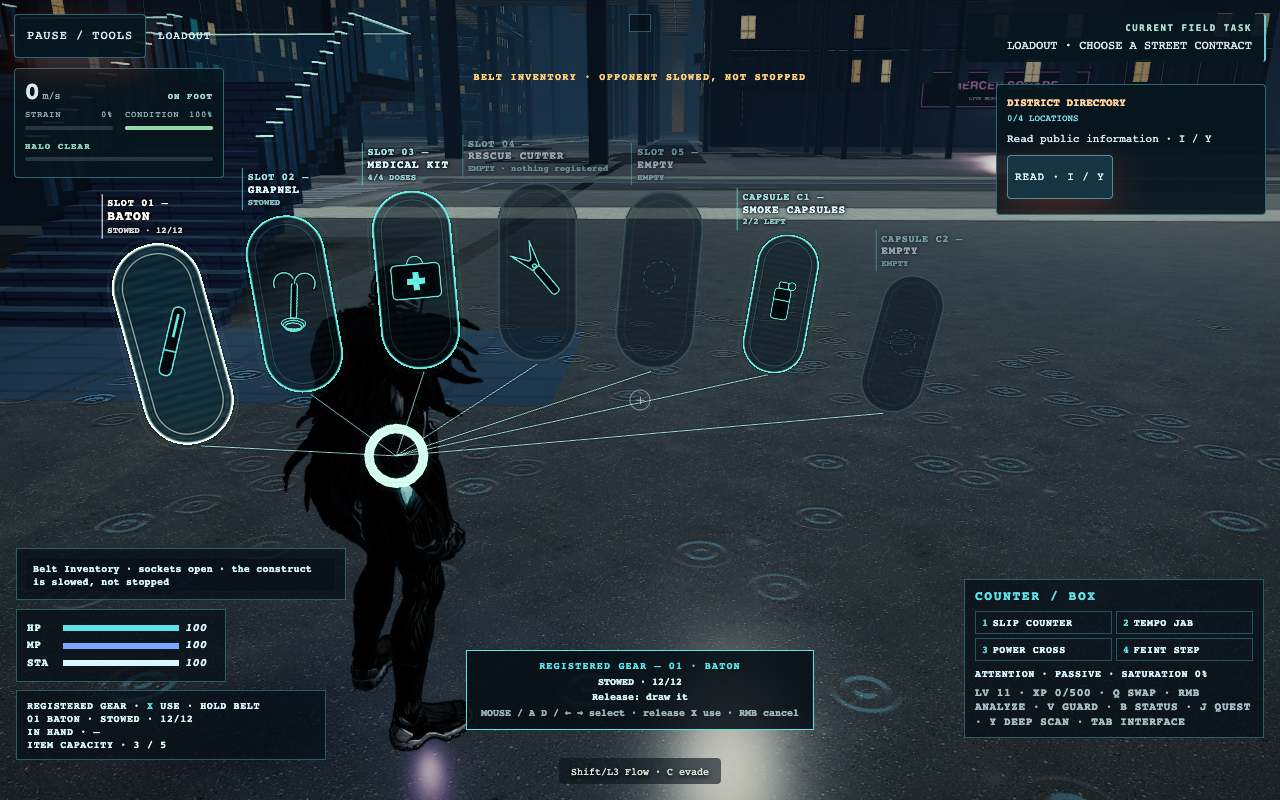 PAUSE / TOOLS
LOADOUT
0 m/s
ON FOOT
STRAIN 0%
CONDITION 100%
HALO CLEAR
BELT INVENTORY · OPPONENT SLOWED, NOT STOPPED
CURRENT FIELD TASK
LOADOUT · CHOOSE A STREET CONTRACT
DISTRICT DIRECTORY
0/4 LOCATIONS
Read public information · I / Y
READ · I / Y
SLOT 01 —
BATON
STOWED · 12/12
SLOT 02 —
GRAPNEL
STOWED
SLOT 03 —
MEDICAL KIT
4/4 DOSES
SLOT 04 —
RESCUE CUTTER
EMPTY · nothing registered
SLOT 05 —
EMPTY
EMPTY
CAPSULE C1 —
SMOKE CAPSULES
2/2 LEFT
CAPSULE C2 —
EMPTY
EMPTY
Belt Inventory · sockets open · the construct
is slowed, not stopped
HP 100
MP 100
STA 100
REGISTERED GEAR · X USE · HOLD BELT
01 BATON · STOWED · 12/12
IN HAND · —
ITEM CAPACITY · 3 / 5
REGISTERED GEAR — 01 · BATON
STOWED · 12/12
Release: draw it
MOUSE / A D / ← → select · release X use · RMB cancel
Shift/L3 Flow · C evade
COUNTER / BOX
1 SLIP COUNTER
2 TEMPO JAB
3 POWER CROSS
4 FEINT STEP
ATTENTION · PASSIVE · SATURATION 0%
LV 11 · XP 0/500 · Q SWAP · RMB
ANALYZE · V GUARD · B STATUS · J QUEST
· Y DEEP SCAN · TAB INTERFACE